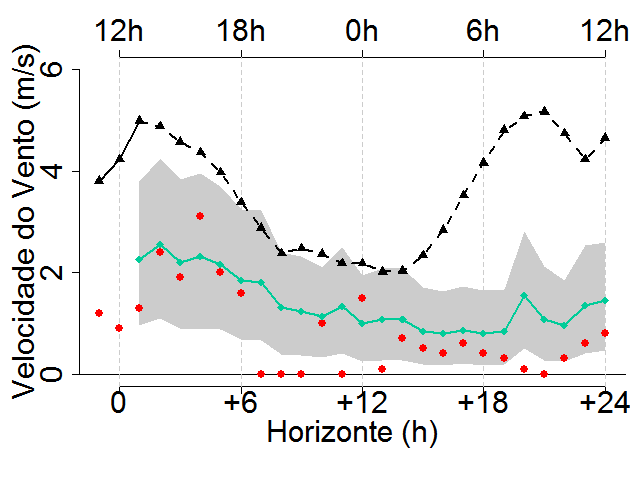 12h 18h 0h 6h 12h
Velocidade do Vento (m/s)
6
4
2
0
0 +6 +12 +18 +24
Horizonte (h)